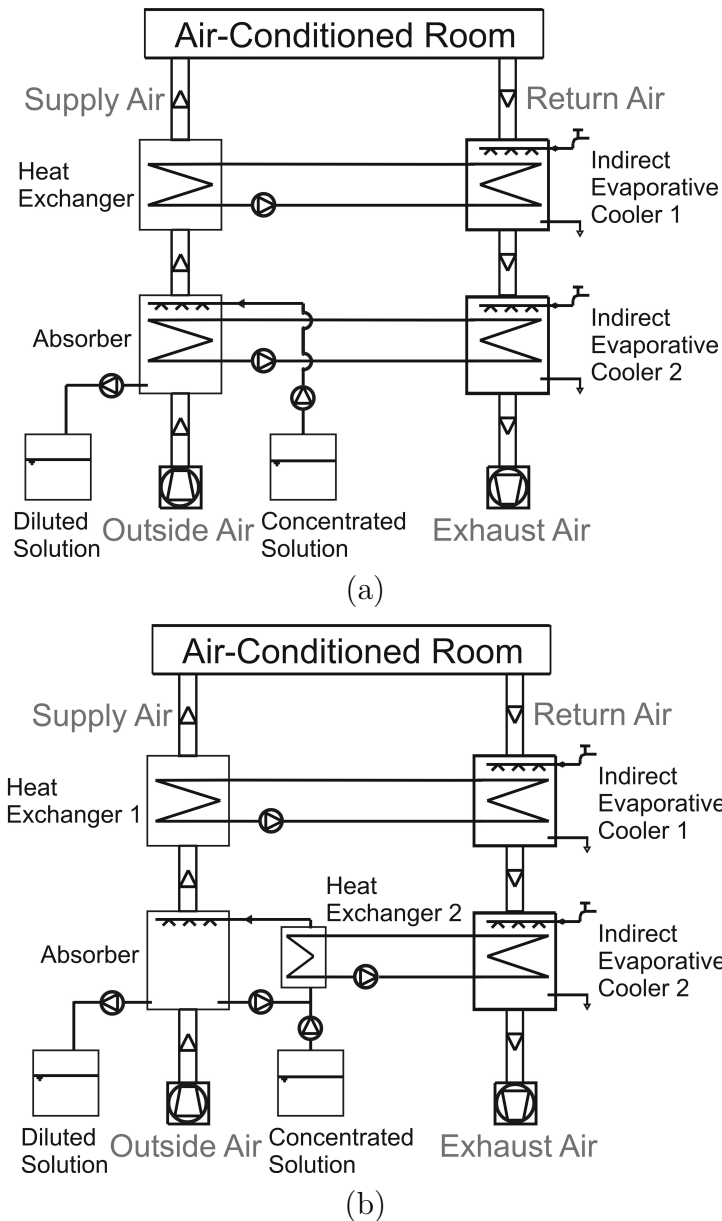 Air-Conditioned Room
Supply Air
Return Air
Heat
Exchanger
Indirect
Evaporative
Cooler 1
Absorber
Indirect
Evaporative
Cooler 2
Diluted
Solution
Outside Air
Concentrated
Solution
Exhaust Air
(a)
Air-Conditioned Room
Supply Air
Return Air
Heat
Exchanger 1
Indirect
Evaporative
Cooler 1
Heat
Exchanger 2
Absorber
Indirect
Evaporative
Cooler 2
Diluted
Solution
Outside Air
Concentrated
Solution
Exhaust Air
(b)